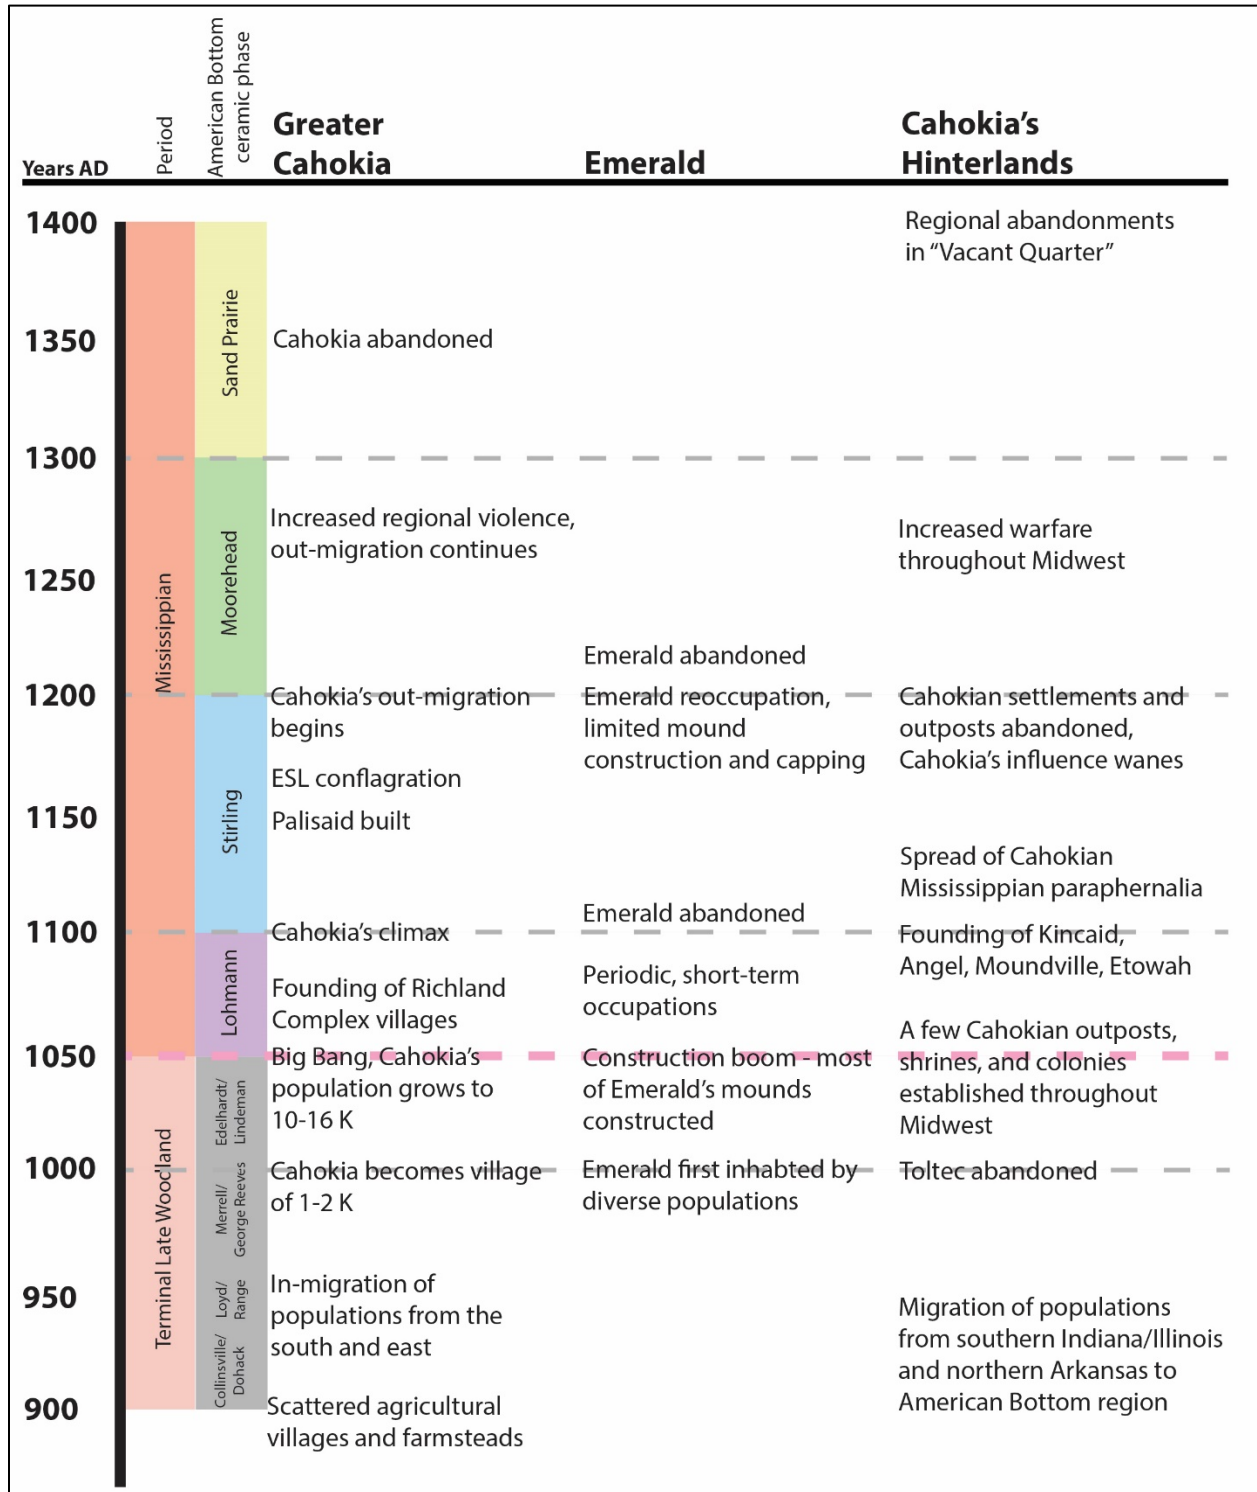 Years AD
Period
American Bottom
ceramic phase
Greater
Cahokia
Emerald
Cahokia’s
Hinterlands
1400
Regional abandonments
in “Vacant Quarter”
1350
Sand Prairie
Cahokia abandoned
1300
Mississippian
Moorehead
Increased regional violence,
out-migration continues
Increased warfare
throughout Midwest
1250
Emerald abandoned
1200
Cahokia’s out-migration
begins
Emerald reoccupation,
limited mound
construction and capping
Cahokian settlements and
outposts abandoned,
Cahokia’s influence wanes
Stirling
ESL conflagration
1150
Palisaid built
Spread of Cahokian
Mississippian paraphernalia
Emerald abandoned
1100
Cahokia’s climax
Founding of Kincaid,
Angel, Moundville, Etowah
Lohmann
Founding of Richland
Complex villages
Periodic, short-term
occupations
1050
Big Bang, Cahokia’s
population grows to
10-16 K
Construction boom - most
of Emerald’s mounds
constructed
A few Cahokian outposts,
shrines, and colonies
established throughout
Midwest
Terminal Late Woodland
Edelhardt/
Lindeman
1000
Cahokia becomes village
of 1-2 K
Emerald first inhabted by
diverse populations
Toltec abandoned
Merrell/
George Reeves
950
Loyd/
Range
In-migration of
populations from the
south and east
Migration of populations
from southern Indiana/Illinois
and northern Arkansas to
American Bottom region
Collinsville/
Dohack
900
Scattered agricultural
villages and farmsteads